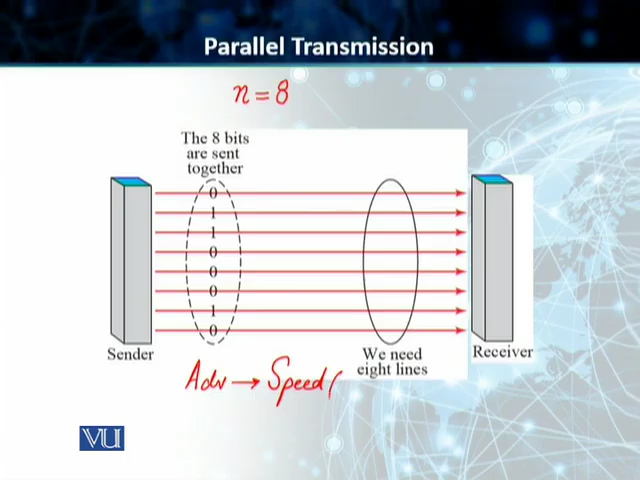 Parallel Transmission
n = 8
The 8 bits
are sent
together
0
1
1
0
0
0
1
0
Sender
We need
eight lines
Receiver
Adv → Speed (
VU